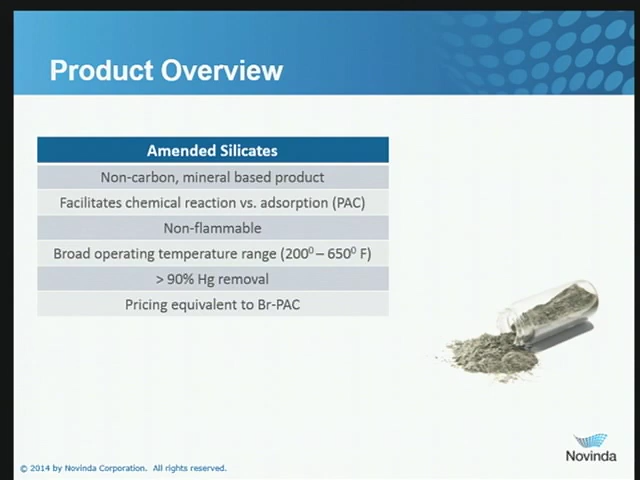 Product Overview
Amended Silicates
Non-carbon, mineral based product
Facilitates chemical reaction vs. adsorption (PAC)
Non-flammable
Broad operating temperature range (200⁰ – 650⁰ F)
> 90% Hg removal
Pricing equivalent to Br-PAC
Novinda
© 2014 by Novinda Corporation. All rights reserved.